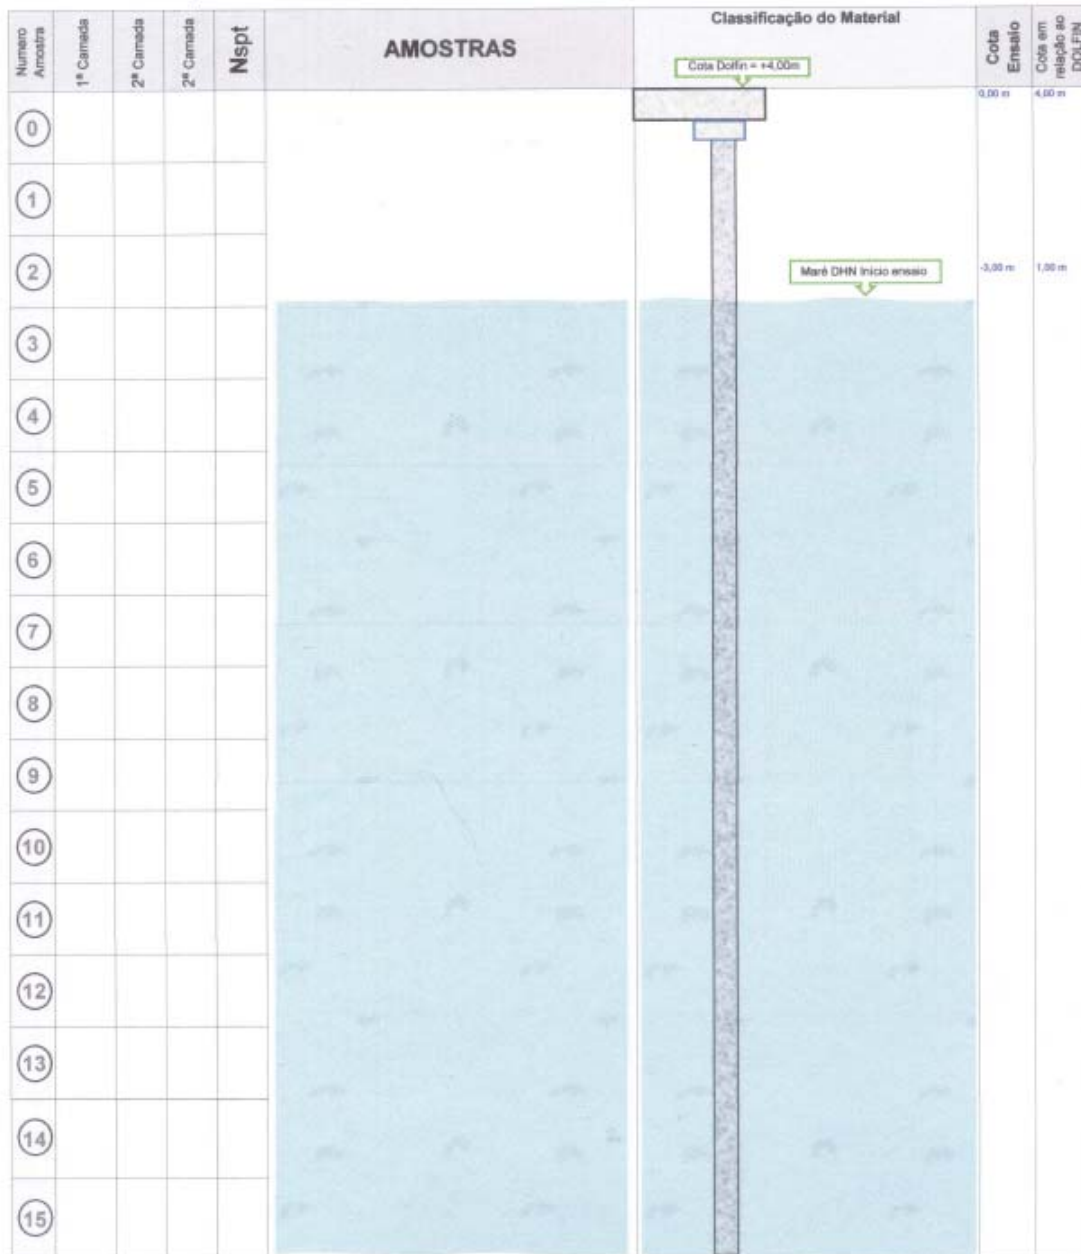 Numero
Amostra
1ª Camada
2ª Camada
2ª Camada
Nspt
AMOSTRAS
Classificação do Material
Cota
Ensaio
Cota em
relação ao
DOLFIN
Cota Dolfin = +4,00m
0,00 m
4,00 m
0
1
2
Maré DHN Inicio ensaio
-3,00 m
1,00 m
3
4
5
6
7
8
9
10
11
12
13
14
15